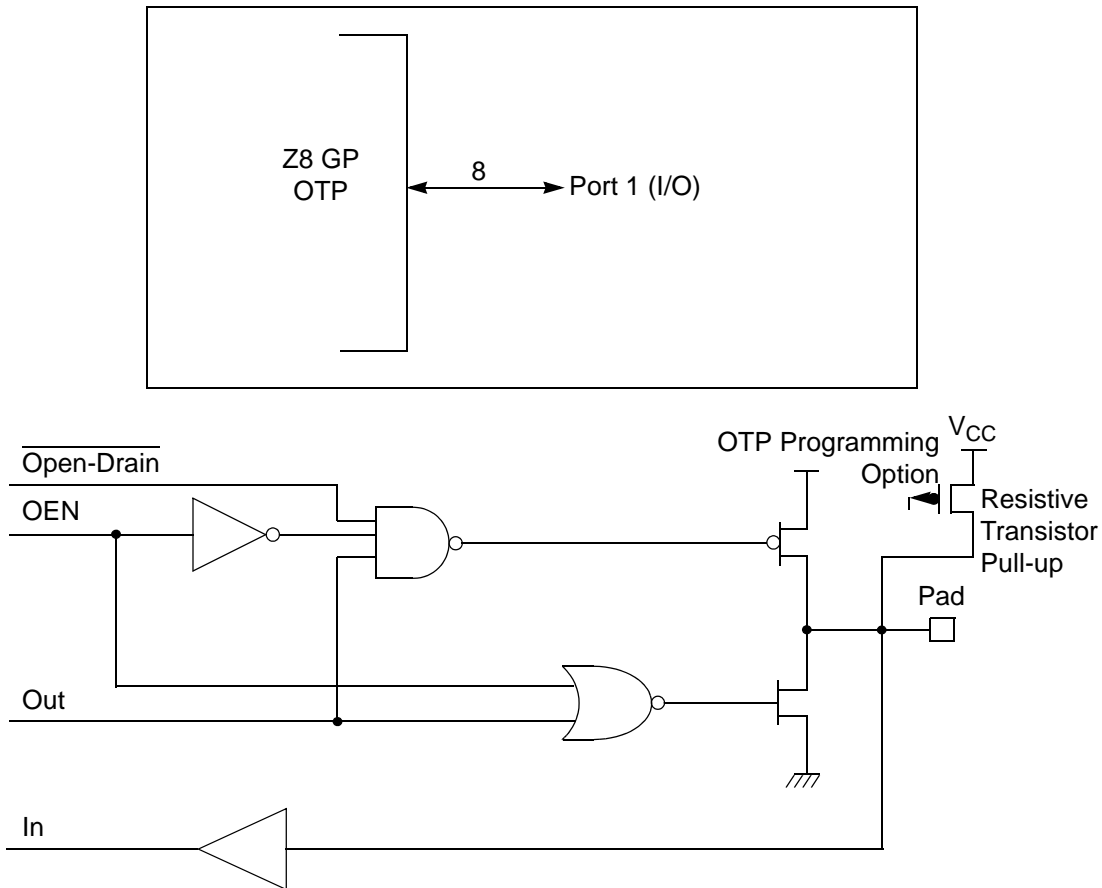 Z8 GP
OTP
8
Port 1 (I/O)
Open-Drain
OEN
Out
In
OTP Programming
Option
VCC
Resistive
Transistor
Pull-up
Pad